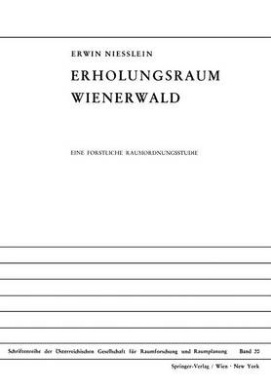 ERWIN NIESSLEIN
ERHOLUNGSRAUM
WIENERWALD
EINE FORSTLICHE RAUMORDNUNGSSTUDIE
Schriftenreihe der Österreichischen Gesellschaft für Raumforschung und Raumplanung Band 20
Springer-Verlag / Wien · New York